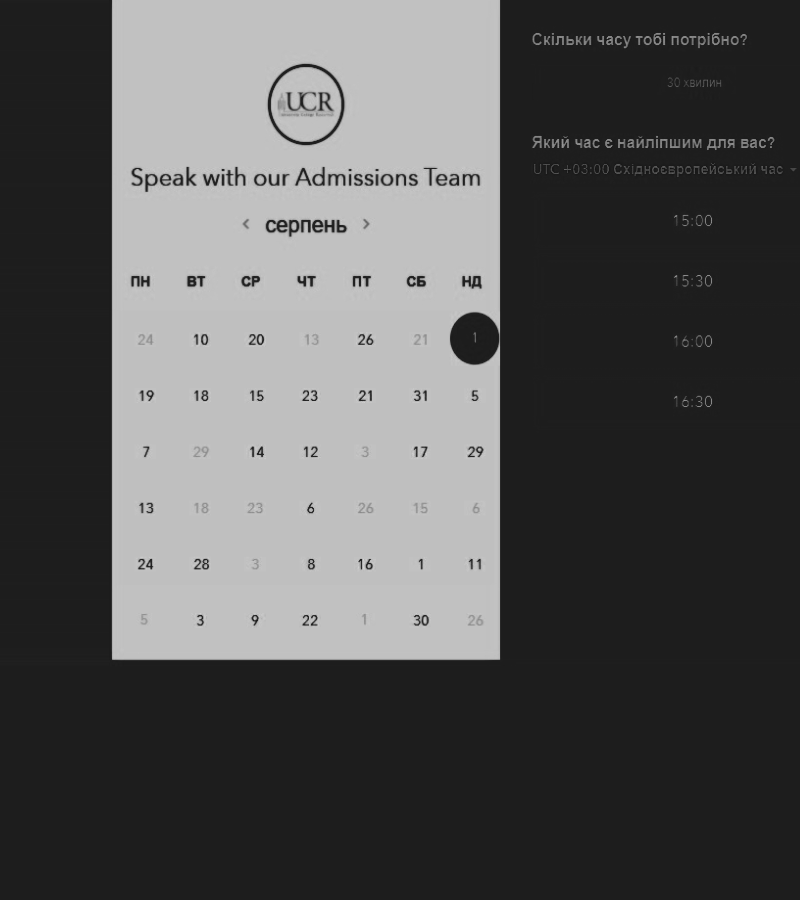 UCR
Speak with our Admissions Team
< серпень >
ПН ВТ СР ЧТ ПТ СБ НД
24 10 20 13 26 21 1
19 18 15 23 21 31 5
7 29 14 12 3 17 29
13 18 23 6 26 15 6
24 28 3 8 16 1 11
5 3 9 22 1 30 26
Скільки часу тобі потрібно?
30 хвилин
Який час є найліпшим для вас?
UTC +03:00 Східноєвропейський час
15:00
15:30
16:00
16:30